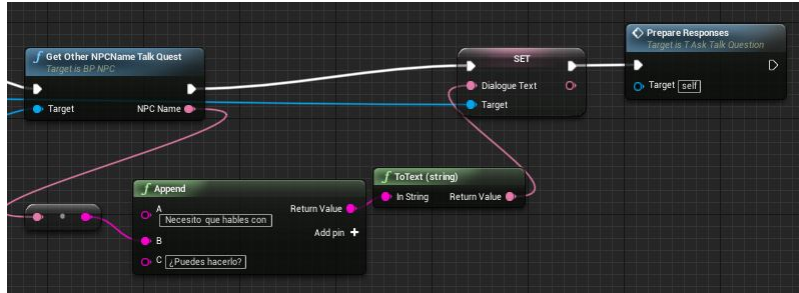 Get Other NPCName Talk Quest
Target is BP NPC
Target
NPC Name
SET
Dialogue Text
Target
Prepare Responses
Target is T Ask Talk Question
Target self
Append
A
Necesito que hables con
B
C ¿Puedes hacerlo?
Return Value
Add pin +
ToText (string)
In String
Return Value